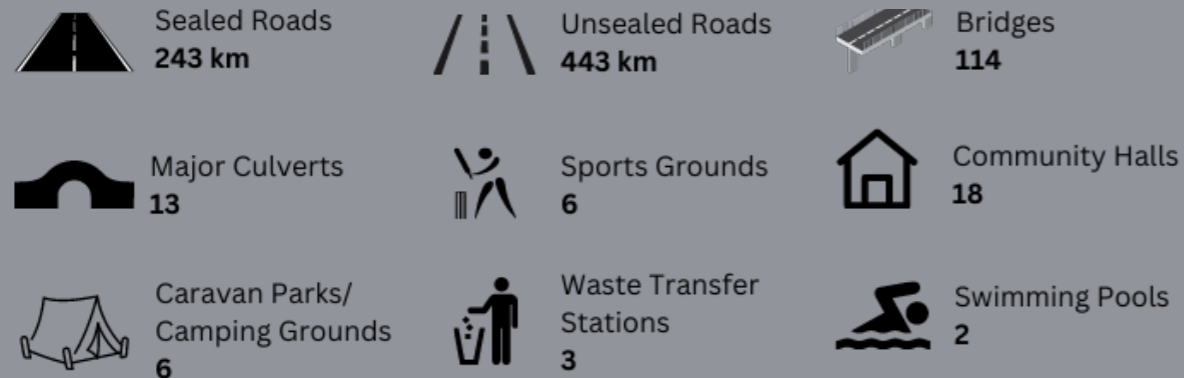 Sealed Roads
243 km
Unsealed Roads
443 km
Bridges
114
Major Culverts
13
Sports Grounds
6
Community Halls
18
Caravan Parks/
Camping Grounds
6
Waste Transfer
Stations
3
Swimming Pools
2